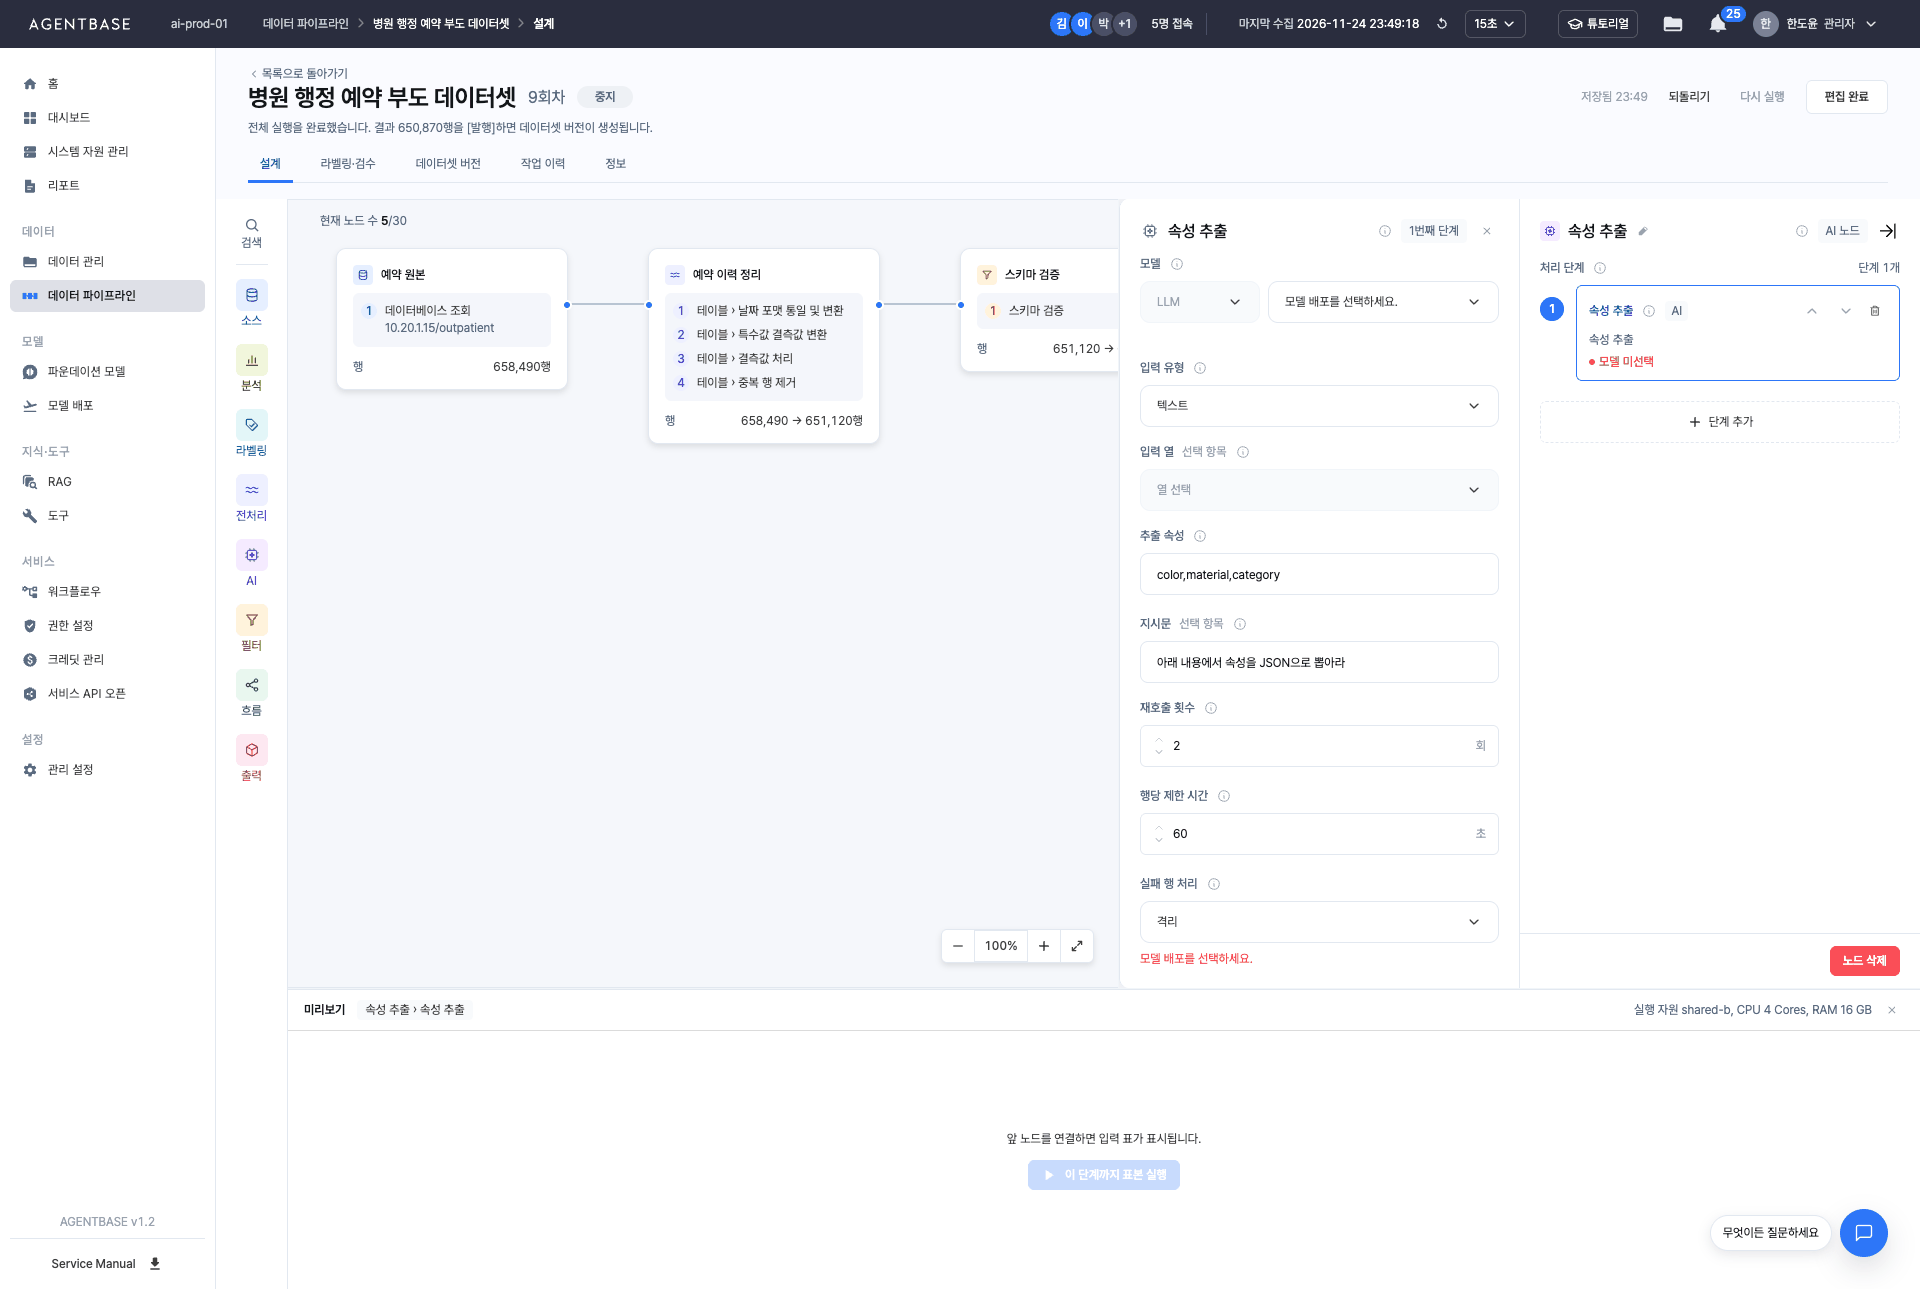 AGENTBASE
ai-prod-01
데이터 파이프라인 > 병원 행정 예약 부도 데이터셋 > 설계
김 이 박 +1 5명 접속
마지막 수집 2026-11-24 23:49:18
15초
튜토리얼
25
한 한도윤 관리자
홈
대시보드
시스템 자원 관리
리포트
데이터
데이터 관리
데이터 파이프라인
모델
파운데이션 모델
모델 배포
지식·도구
RAG
도구
서비스
워크플로우
권한 설정
크레딧 관리
서비스 API 오픈
설정
관리 설정
AGENTBASE v1.2
Service Manual
목록으로 돌아가기
병원 행정 예약 부도 데이터셋 9회차 중지
저장됨 23:49 되돌리기 다시 실행 편집 완료
전체 실행을 완료했습니다. 결과 650,870행을 [발행]하면 데이터셋 버전이 생성됩니다.
설계 라벨링·검수 데이터셋 버전 작업 이력 정보
검색
소스
분석
라벨링
전처리
AI
필터
흐름
출력
현재 노드 수 5/30
예약 원본
1 데이터베이스 조회
10.20.1.15/outpatient
행 658,490행
예약 이력 정리
1 테이블 › 날짜 포맷 통일 및 변환
2 테이블 › 특수값 결측값 변환
3 테이블 › 결측값 처리
4 테이블 › 중복 행 제거
행 658,490 → 651,120행
스키마 검증
1 스키마 검증
행 651,120 →
100%
속성 추출 1번째 단계
모델
LLM 모델 배포를 선택하세요.
입력 유형
텍스트
입력 열 선택 항목
열 선택
추출 속성
color,material,category
지시문 선택 항목
아래 내용에서 속성을 JSON으로 뽑아라
재호출 횟수
2 회
행당 제한 시간
60 초
실패 행 처리
격리
모델 배포를 선택하세요.
속성 추출 AI 노드
처리 단계 단계 1개
1 속성 추출 AI
속성 추출
모델 미선택
단계 추가
노드 삭제
미리보기 속성 추출 › 속성 추출
실행 자원 shared-b, CPU 4 Cores, RAM 16 GB
앞 노드를 연결하면 입력 표가 표시됩니다.
이 단계까지 표본 실행
무엇이든 질문하세요